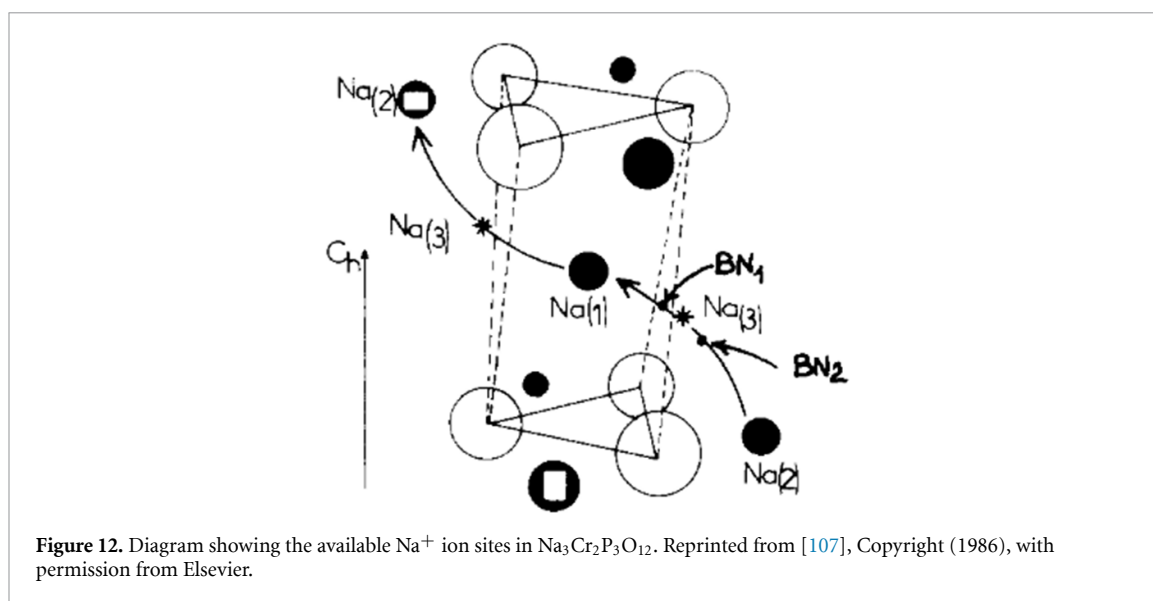 Na(2)
Na(3)
Ch
BN1
Na(1)
Na(3)
BN2
Na(2)
Figure 12. Diagram showing the available Na⁺ ion sites in Na₃Cr₂P₃O₁₂. Reprinted from [107], Copyright (1986), with
permission from Elsevier.